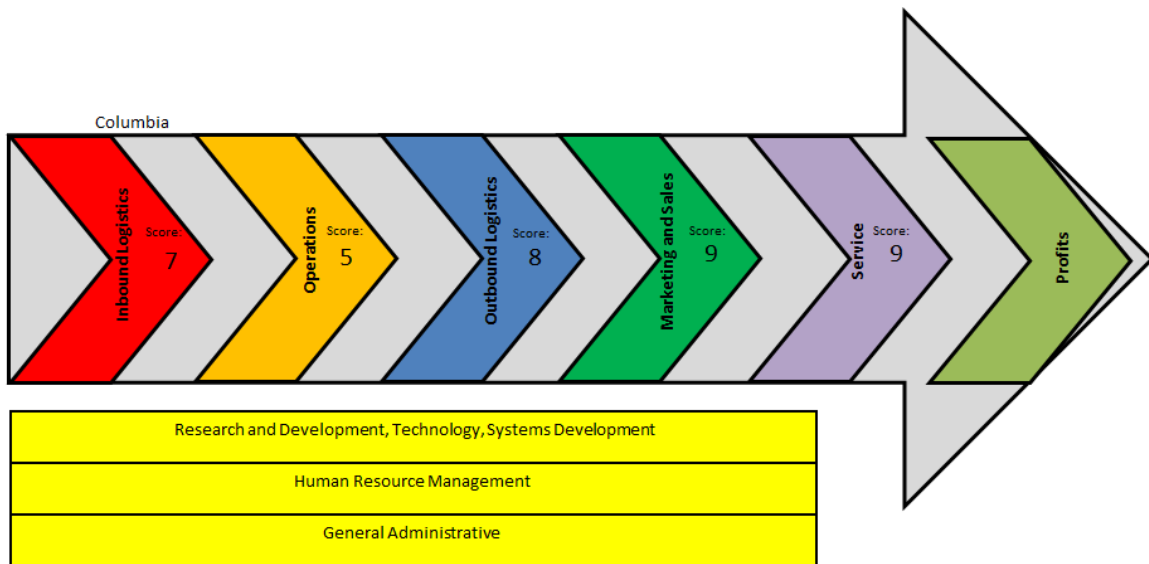 Columbia
Inbound Logistics
Score:
7
Operations
Score:
5
Outbound Logistics
Score:
8
Marketing and Sales
Score:
9
Service
Score:
9
Profits
Research and Development, Technology, Systems Development
Human Resource Management
General Administrative